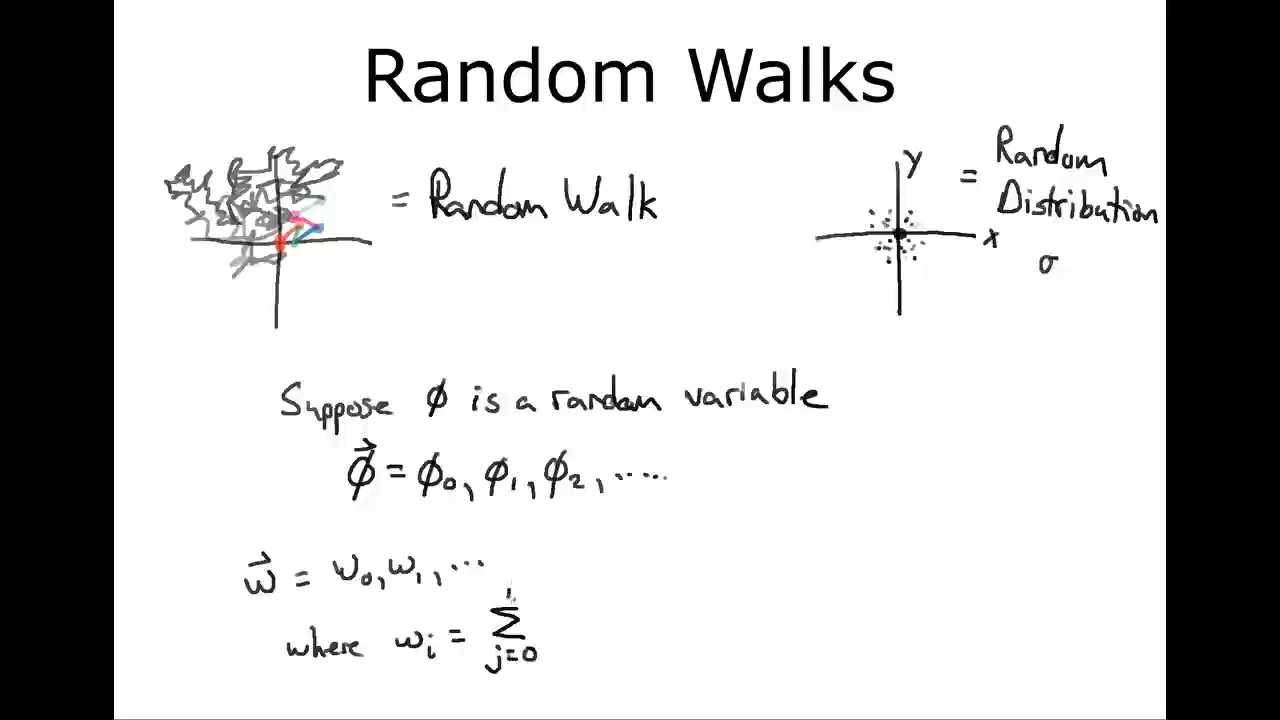 Random Walks
= Random Walk
y
= Random
Distribution
x
σ
Suppose ϕ is a random variable
ϕ⃗ = ϕ₀, ϕ₁, ϕ₂, .....
w⃗ = w₀, w₁, ...
where wᵢ = Σ j=0